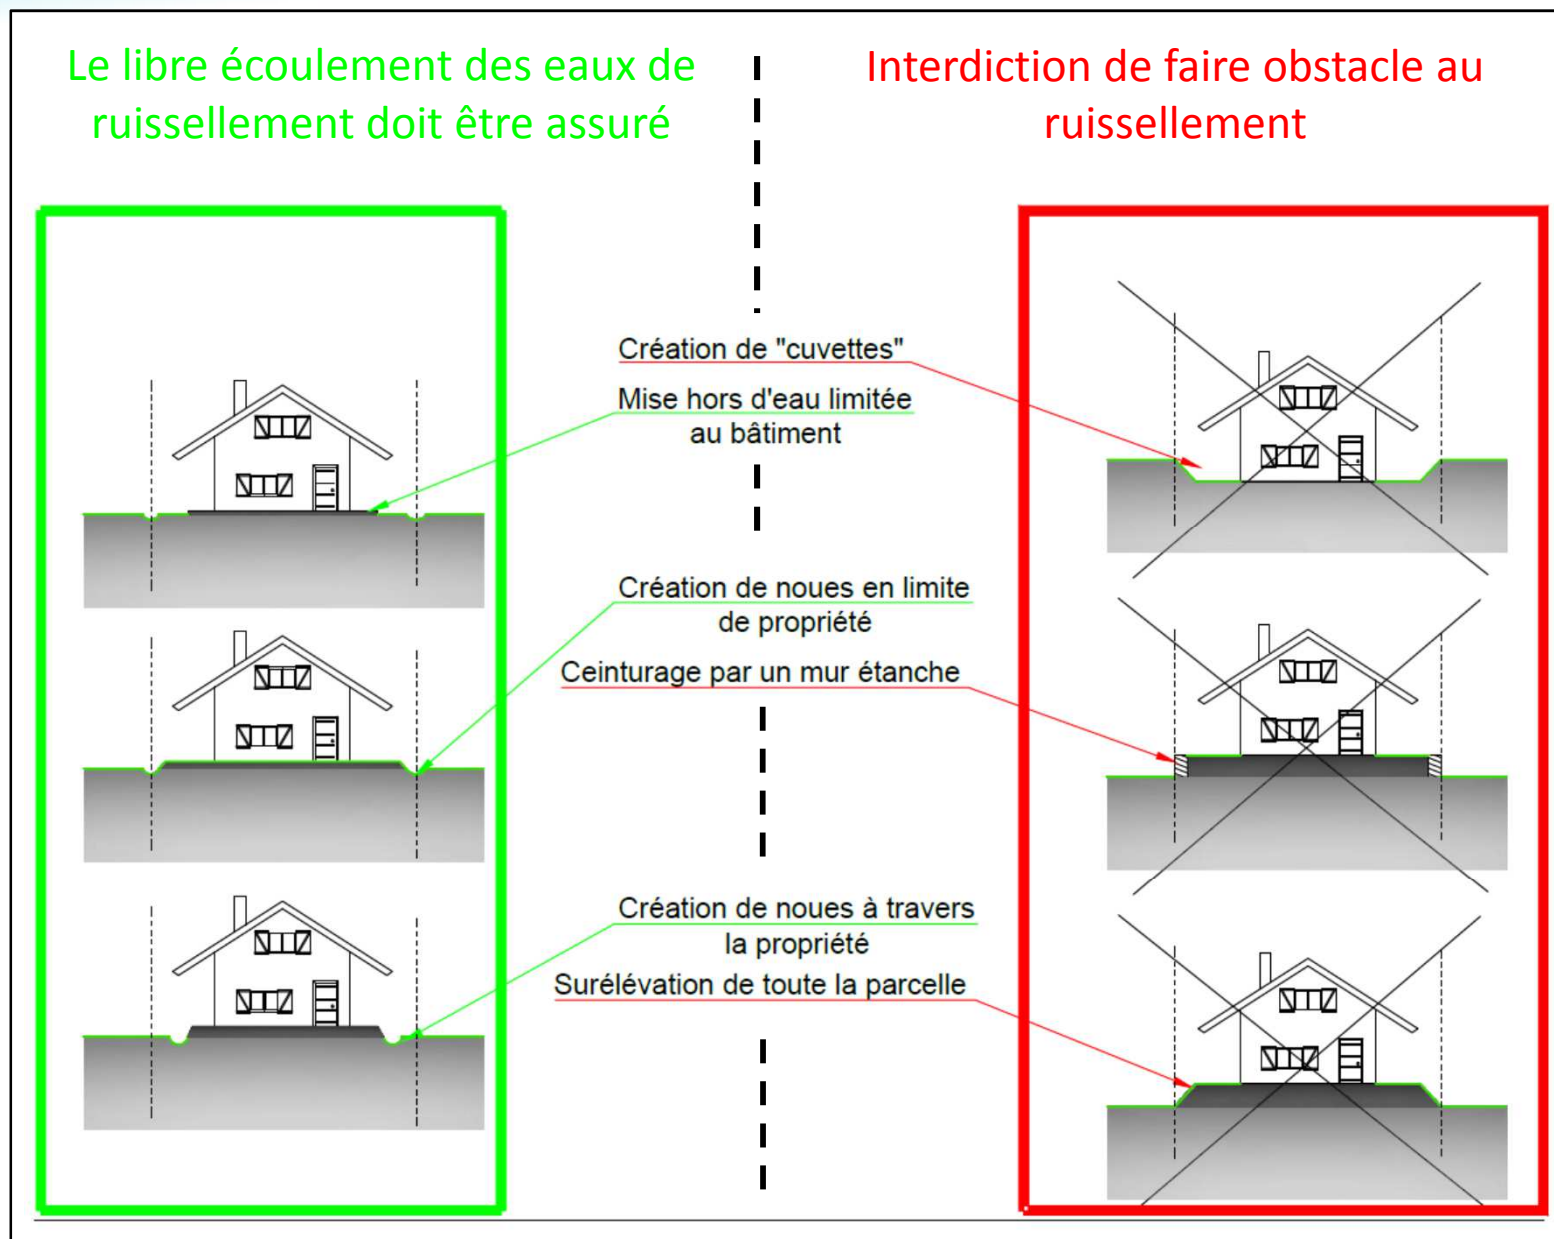 Le libre écoulement des eaux de
ruissellement doit être assuré
Interdiction de faire obstacle au
ruissellement
Création de "cuvettes"
Mise hors d'eau limitée
au bâtiment
Création de noues en limite
de propriété
Ceinturage par un mur étanche
Création de noues à travers
la propriété
Surélévation de toute la parcelle